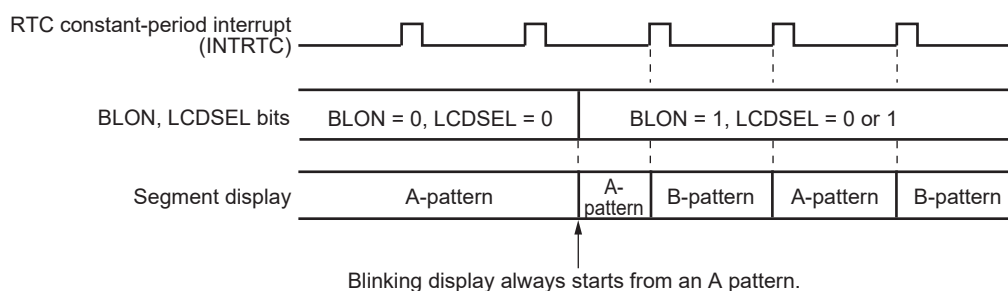 RTC constant-period interrupt
(INTRTC)
BLON, LCDSEL bits
BLON = 0, LCDSEL = 0
BLON = 1, LCDSEL = 0 or 1
Segment display
A-pattern
A-
pattern
B-pattern
A-pattern
B-pattern
Blinking display always starts from an A pattern.